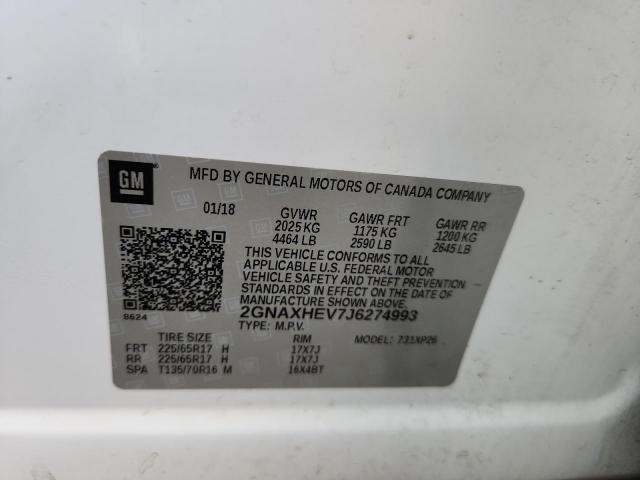 GM
MFD BY GENERAL MOTORS OF CANADA COMPANY
01/18 GVWR GAWR FRT GAWR RR
2025 KG 1175 KG 1200 KG
4464 LB 2590 LB 2645 LB
THIS VEHICLE CONFORMS TO ALL
APPLICABLE U.S. FEDERAL MOTOR
VEHICLE SAFETY AND THEFT PREVENTION
STANDARDS IN EFFECT ON THE DATE OF
MANUFACTURE SHOWN ABOVE.
8624 2GNAXHEV7J6274993
TYPE: M.P.V. MODEL: 731XP26
TIRE SIZE RIM
FRT 225/65R17 H 17X7J
RR 225/65R17 H 17X7J
SPA T135/70R16 M 16X4BT